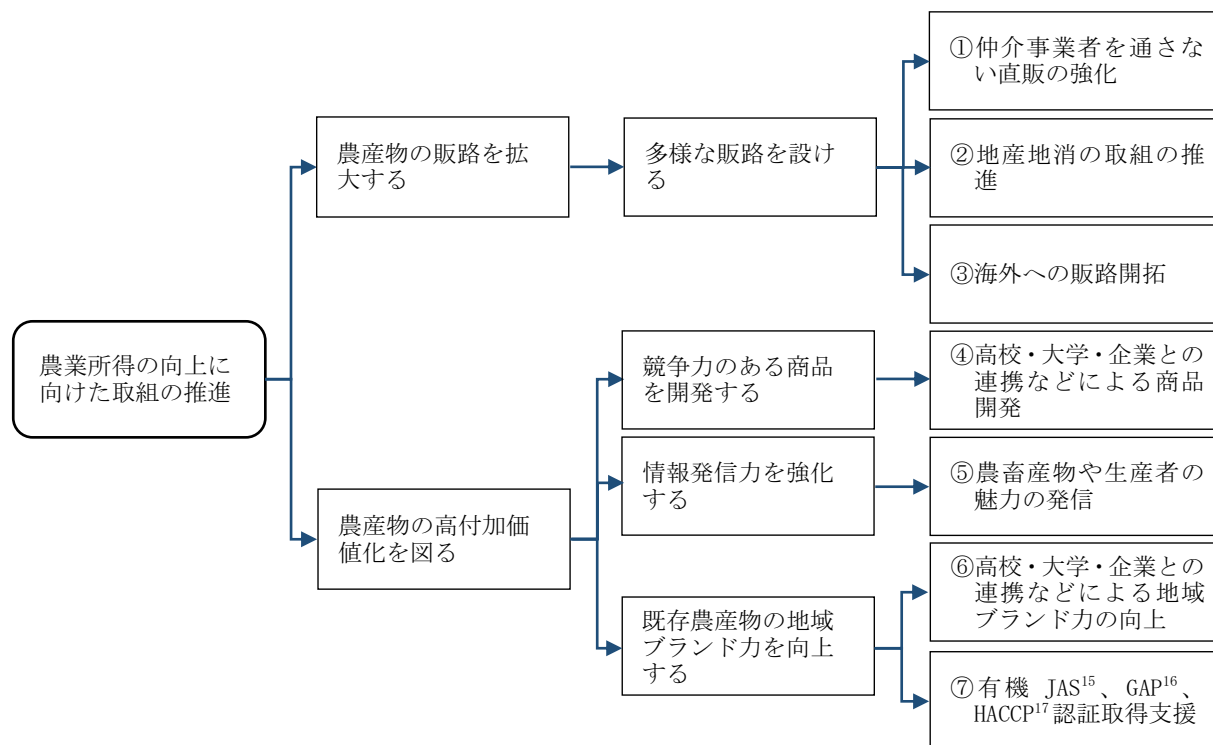 農業所得の向上に
向けた取組の推進
農産物の販路を拡
大する
多様な販路を設け
る
①仲介事業者を通さな
い直販の強化
②地産地消の取組の推
進
③海外への販路開拓
農産物の高付加価
値化を図る
競争力のある商品
を開発する
④高校・大学・企業との
連携などによる商品
開発
情報発信力を強化
する
⑤農畜産物や生産者の
魅力の発信
既存農産物の地域
ブランド力を向上
する
⑥高校・大学・企業との
連携などによる地域
ブランド力の向上
⑦有機 JAS15、GAP16、
HACCP17認証取得支援